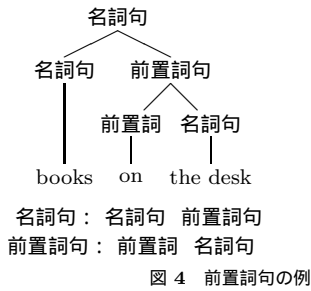 名詞句
名詞句 前置詞句
前置詞 名詞句
books on the desk
名詞句: 名詞句 前置詞句
前置詞句: 前置詞 名詞句
図 4 前置詞句の例